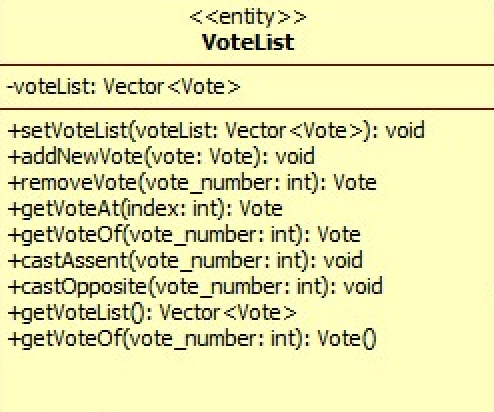 <<entity>>
VoteList
-voteList: Vector<Vote>
+setVoteList(voteList: Vector<Vote>): void
+addNewVote(vote: Vote): void
+removeVote(vote_number: int): Vote
+getVoteAt(index: int): Vote
+getVoteOf(vote_number: int): Vote
+castAssent(vote_number: int): void
+castOpposite(vote_number: int): void
+getVoteList(): Vector<Vote>
+getVoteOf(vote_number: int): Vote()